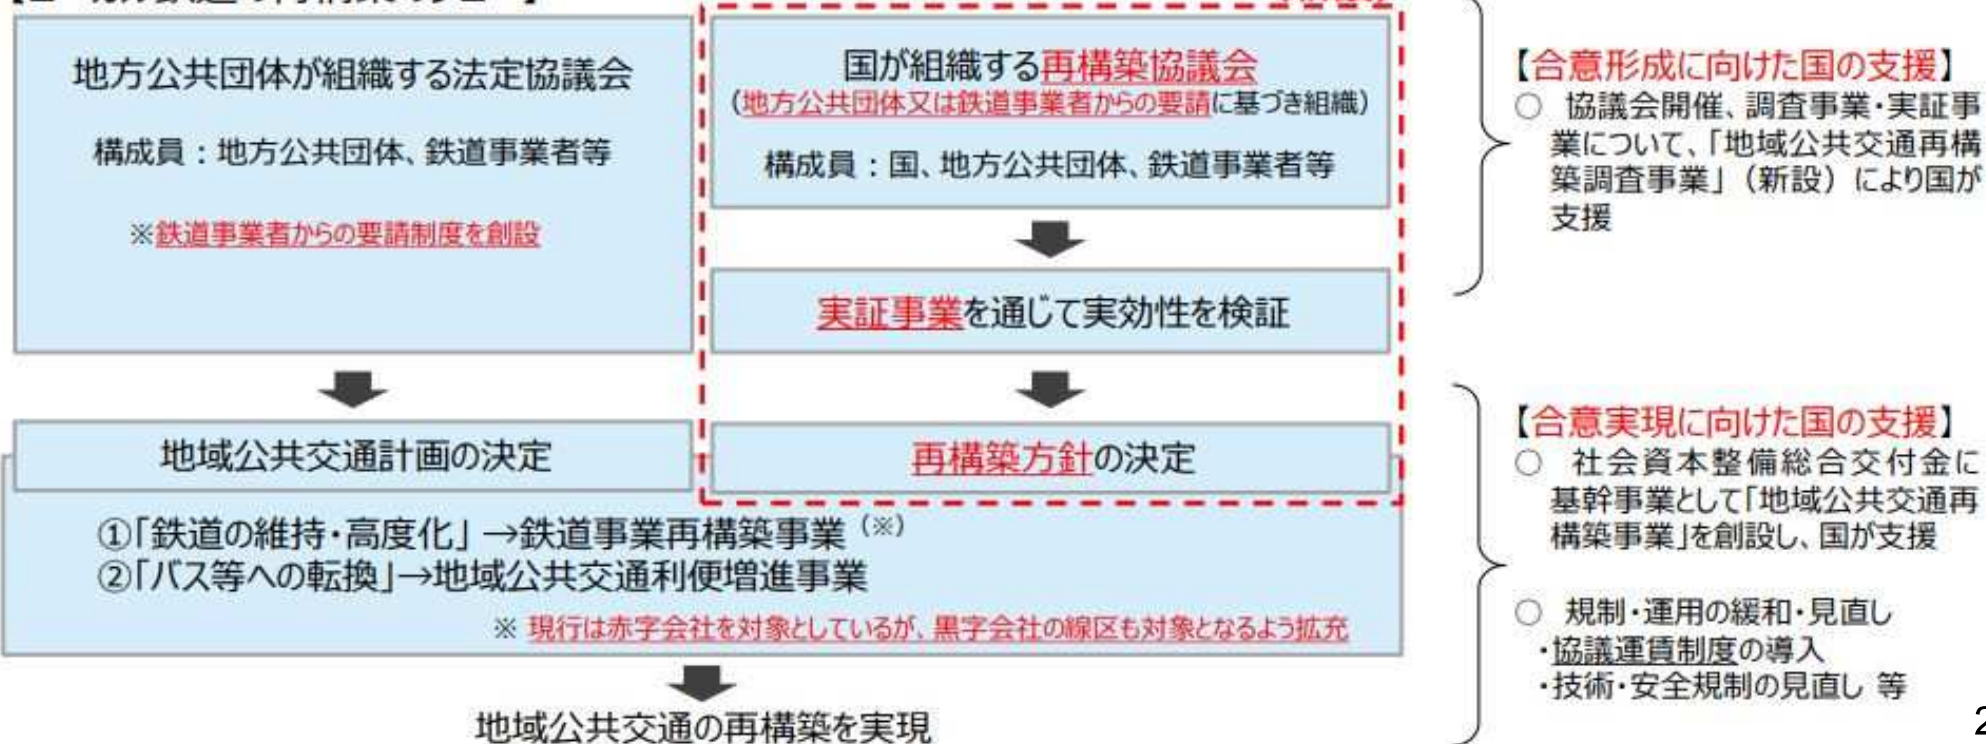 地方公共団体が組織する法定協議会
構成員：地方公共団体、鉄道事業者等
※鉄道事業者からの要請制度を創設
国が組織する再構築協議会
（地方公共団体又は鉄道事業者からの要請に基づき組織）
構成員：国、地方公共団体、鉄道事業者等
実証事業を通じて実効性を検証
地域公共交通計画の決定
再構築方針の決定
①「鉄道の維持・高度化」→鉄道事業再構築事業（※）
②「バス等への転換」→地域公共交通利便増進事業
※ 現行は赤字会社を対象としているが、黒字会社の線区も対象となるよう拡充
地域公共交通の再構築を実現
【合意形成に向けた国の支援】
○ 協議会開催、調査事業・実証事
業について、「地域公共交通再構
築調査事業」（新設）により国が
支援
【合意実現に向けた国の支援】
○ 社会資本整備総合交付金に
基幹事業として「地域公共交通再
構築事業」を創設し、国が支援
○ 規制・運用の緩和・見直し
・協議運賃制度の導入
・技術・安全規制の見直し 等